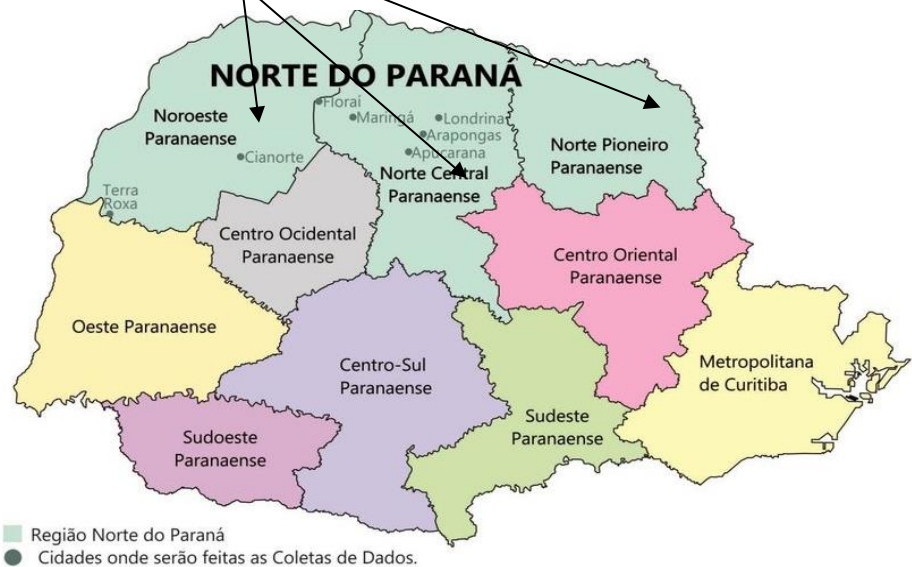 NORTE DO PARANÁ
Noroeste
Paranaense
Floraí
Maringá
Londrina
Arapongas
Apucarana
Cianorte
Terra
Roxa
Norte Central
Paranaense
Norte Pioneiro
Paranaense
Centro Ocidental
Paranaense
Centro Oriental
Paranaense
Oeste Paranaense
Centro-Sul
Paranaense
Metropolitana
de Curitiba
Sudeste
Paranaense
Sudoeste
Paranaense
Região Norte do Paraná
Cidades onde serão feitas as Coletas de Dados.